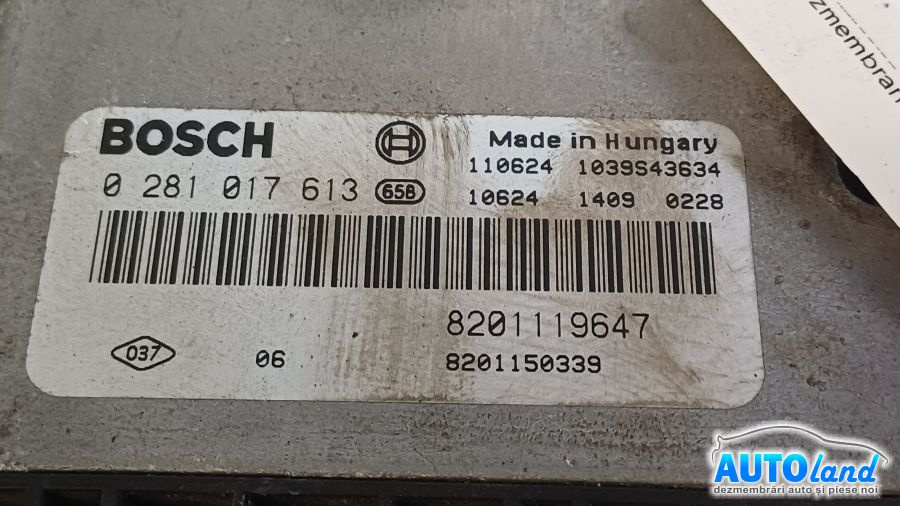 zmembran
BOSCH
Made in Hungary
110624 1039S43634
0 281 017 613 658
10624 1409 0228
8201119647
037 06
8201150339
AUTOland
dezmembrări auto și piese noi